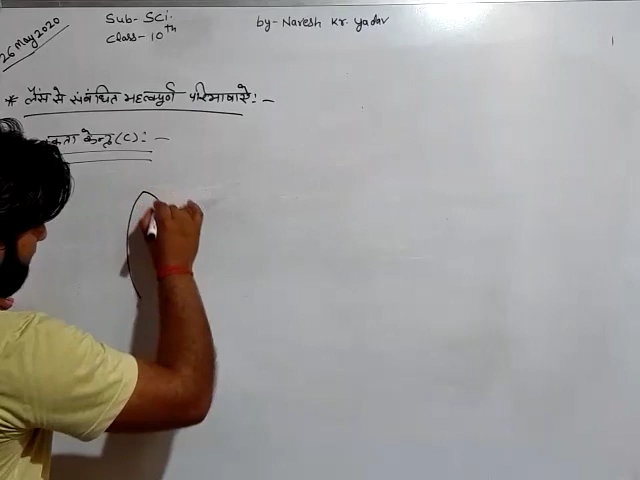 26 May 2020
Sub- Sci.
Class- 10th
by- Naresh Kr. Yadav
* लेंस से संबंधित महत्वपूर्ण परिभाषाऐं : -
केन्द्र (C) : -